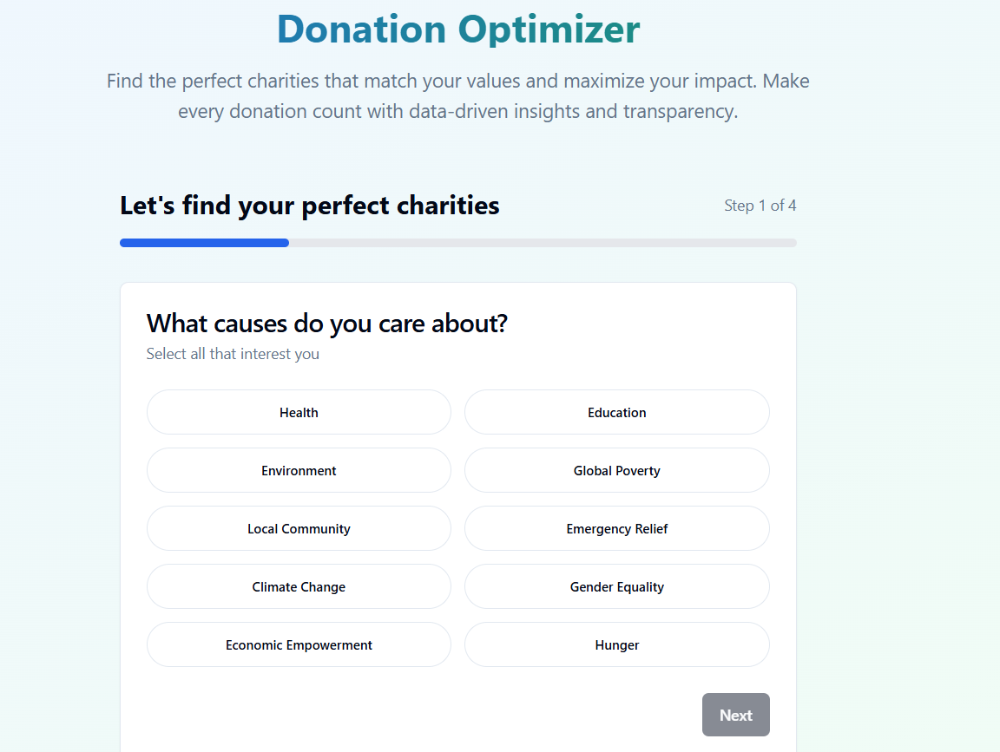 Donation Optimizer
Find the perfect charities that match your values and maximize your impact. Make
every donation count with data-driven insights and transparency.
Let's find your perfect charities
Step 1 of 4
What causes do you care about?
Select all that interest you
Health
Education
Environment
Global Poverty
Local Community
Emergency Relief
Climate Change
Gender Equality
Economic Empowerment
Hunger
Next